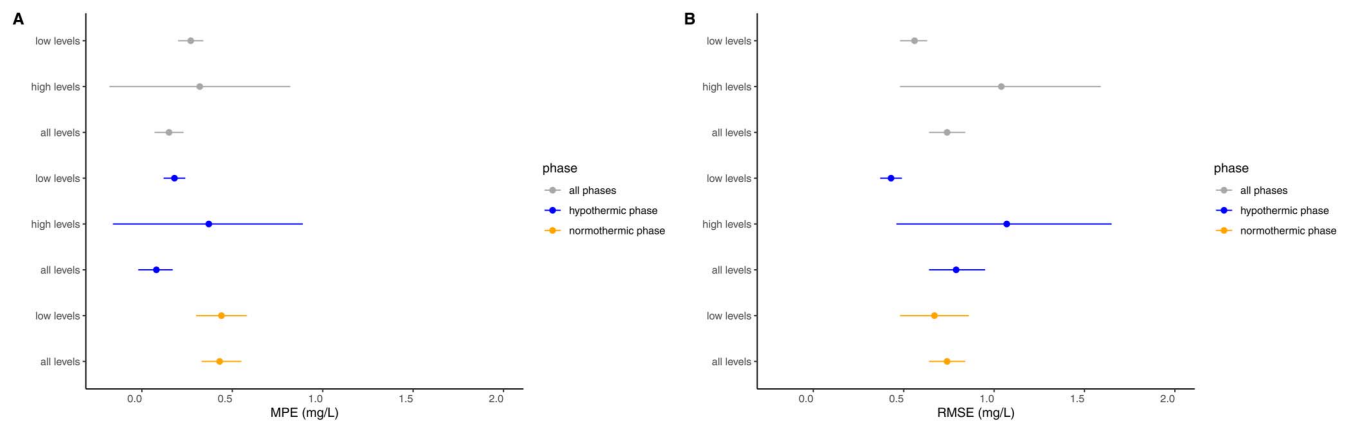 A
low levels
high levels
all levels
low levels
high levels
all levels
low levels
all levels
0.0 0.5 1.0 1.5 2.0
MPE (mg/L)
phase
all phases
hypothermic phase
normothermic phase
B
low levels
high levels
all levels
low levels
high levels
all levels
low levels
all levels
0.0 0.5 1.0 1.5 2.0
RMSE (mg/L)
phase
all phases
hypothermic phase
normothermic phase